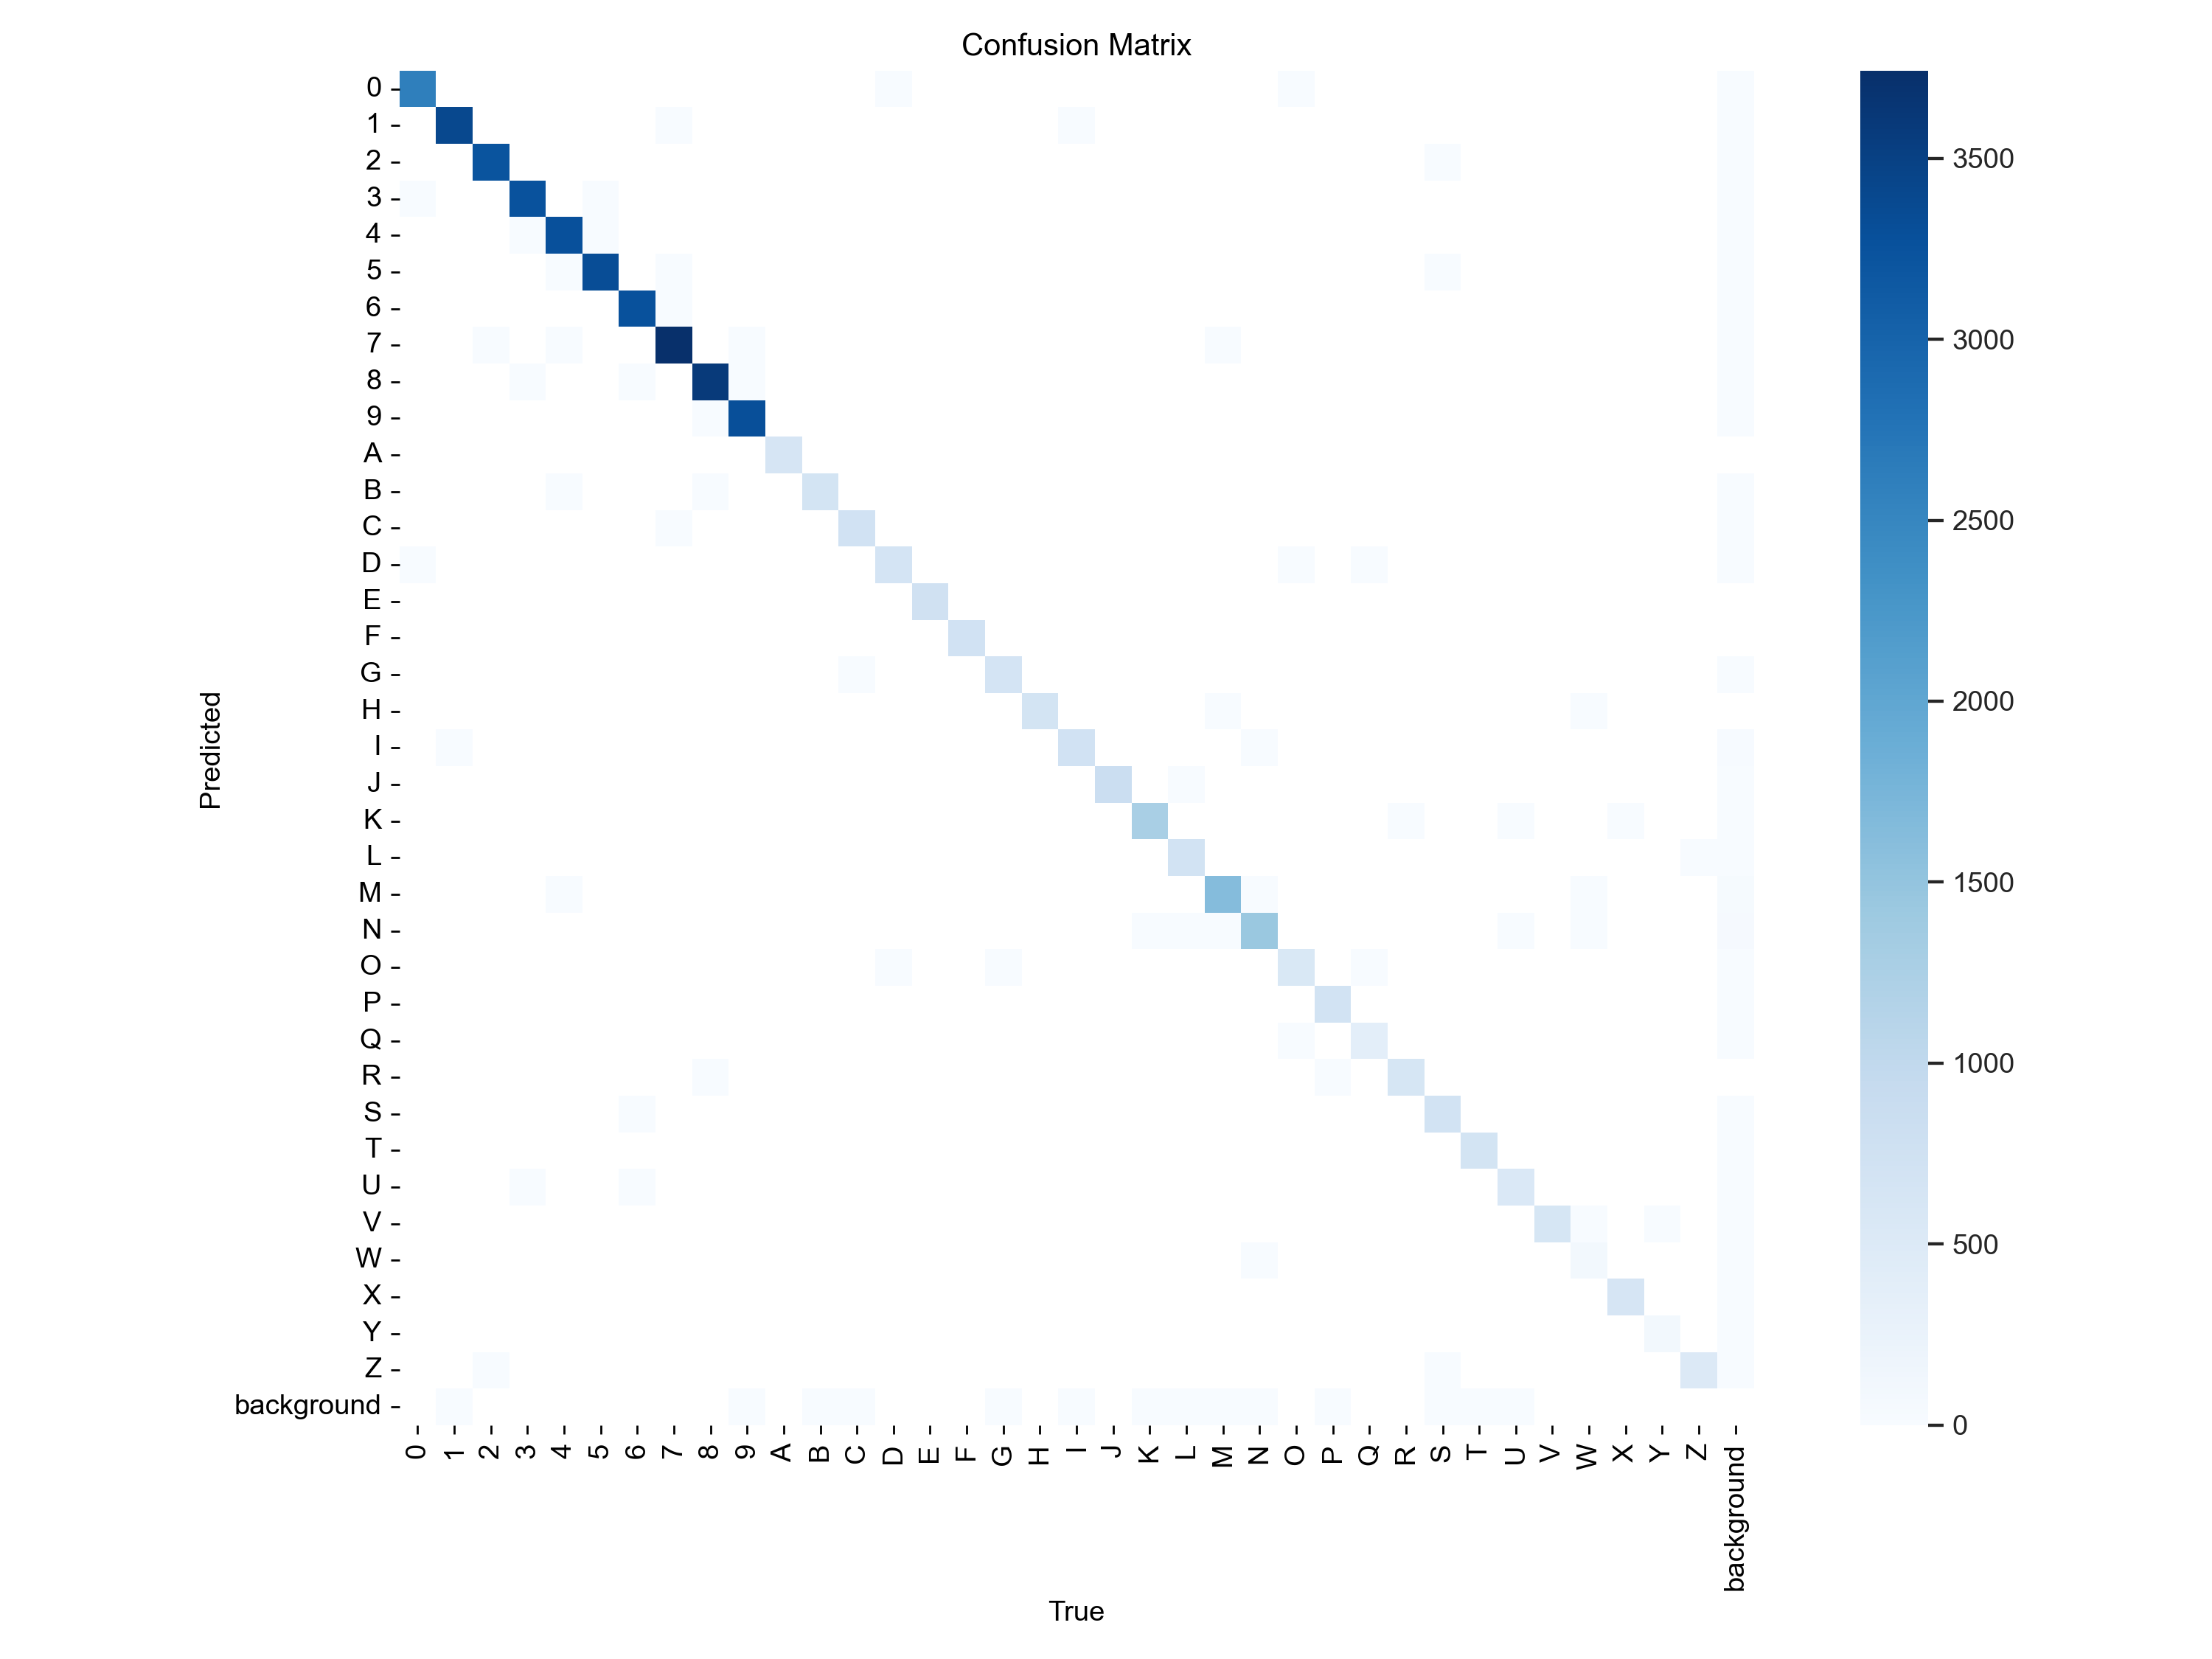 Confusion Matrix
Predicted
0
1
2
3
4
5
6
7
8
9
A
B
C
D
E
F
G
H
I
J
K
L
M
N
O
P
Q
R
S
T
U
V
W
X
Y
Z
background
0 1 2 3 4 5 6 7 8 9 A B C D E F G H I J K L M N O P Q R S T U V W X Y Z background
True
3500
3000
2500
2000
1500
1000
500
0